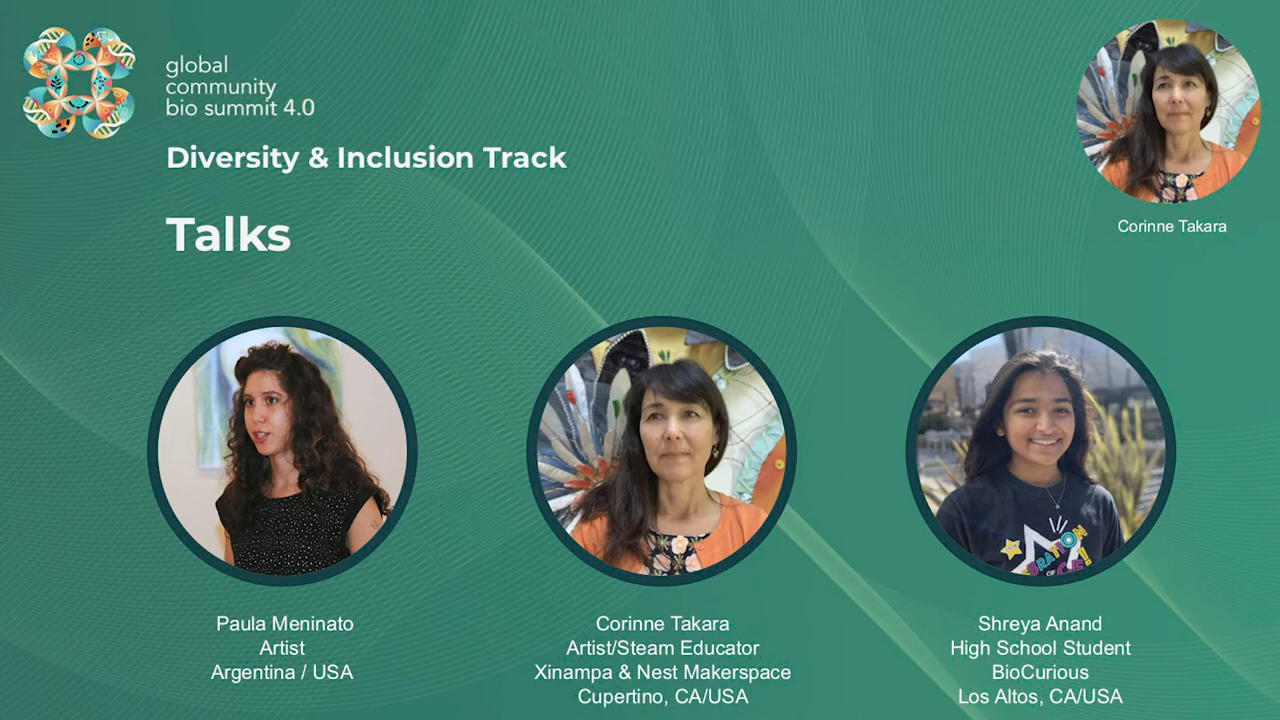 global
community
bio summit 4.0
Diversity & Inclusion Track
Talks
Corinne Takara
Paula Meninato
Artist
Argentina / USA
Corinne Takara
Artist/Steam Educator
Xinampa & Nest Makerspace
Cupertino, CA/USA
Shreya Anand
High School Student
BioCurious
Los Altos, CA/USA